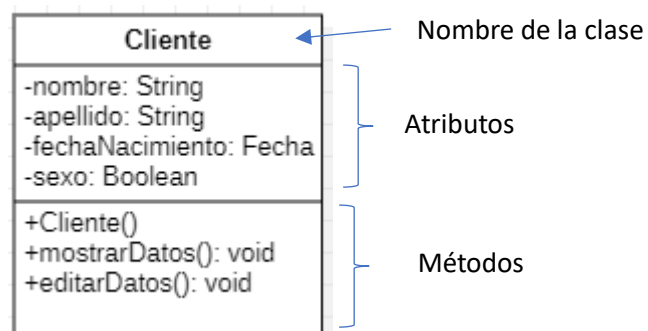 Cliente
Nombre de la clase
-nombre: String
-apellido: String
-fechaNacimiento: Fecha
-sexo: Boolean
Atributos
+Cliente()
+mostrarDatos(): void
+editarDatos(): void
Métodos